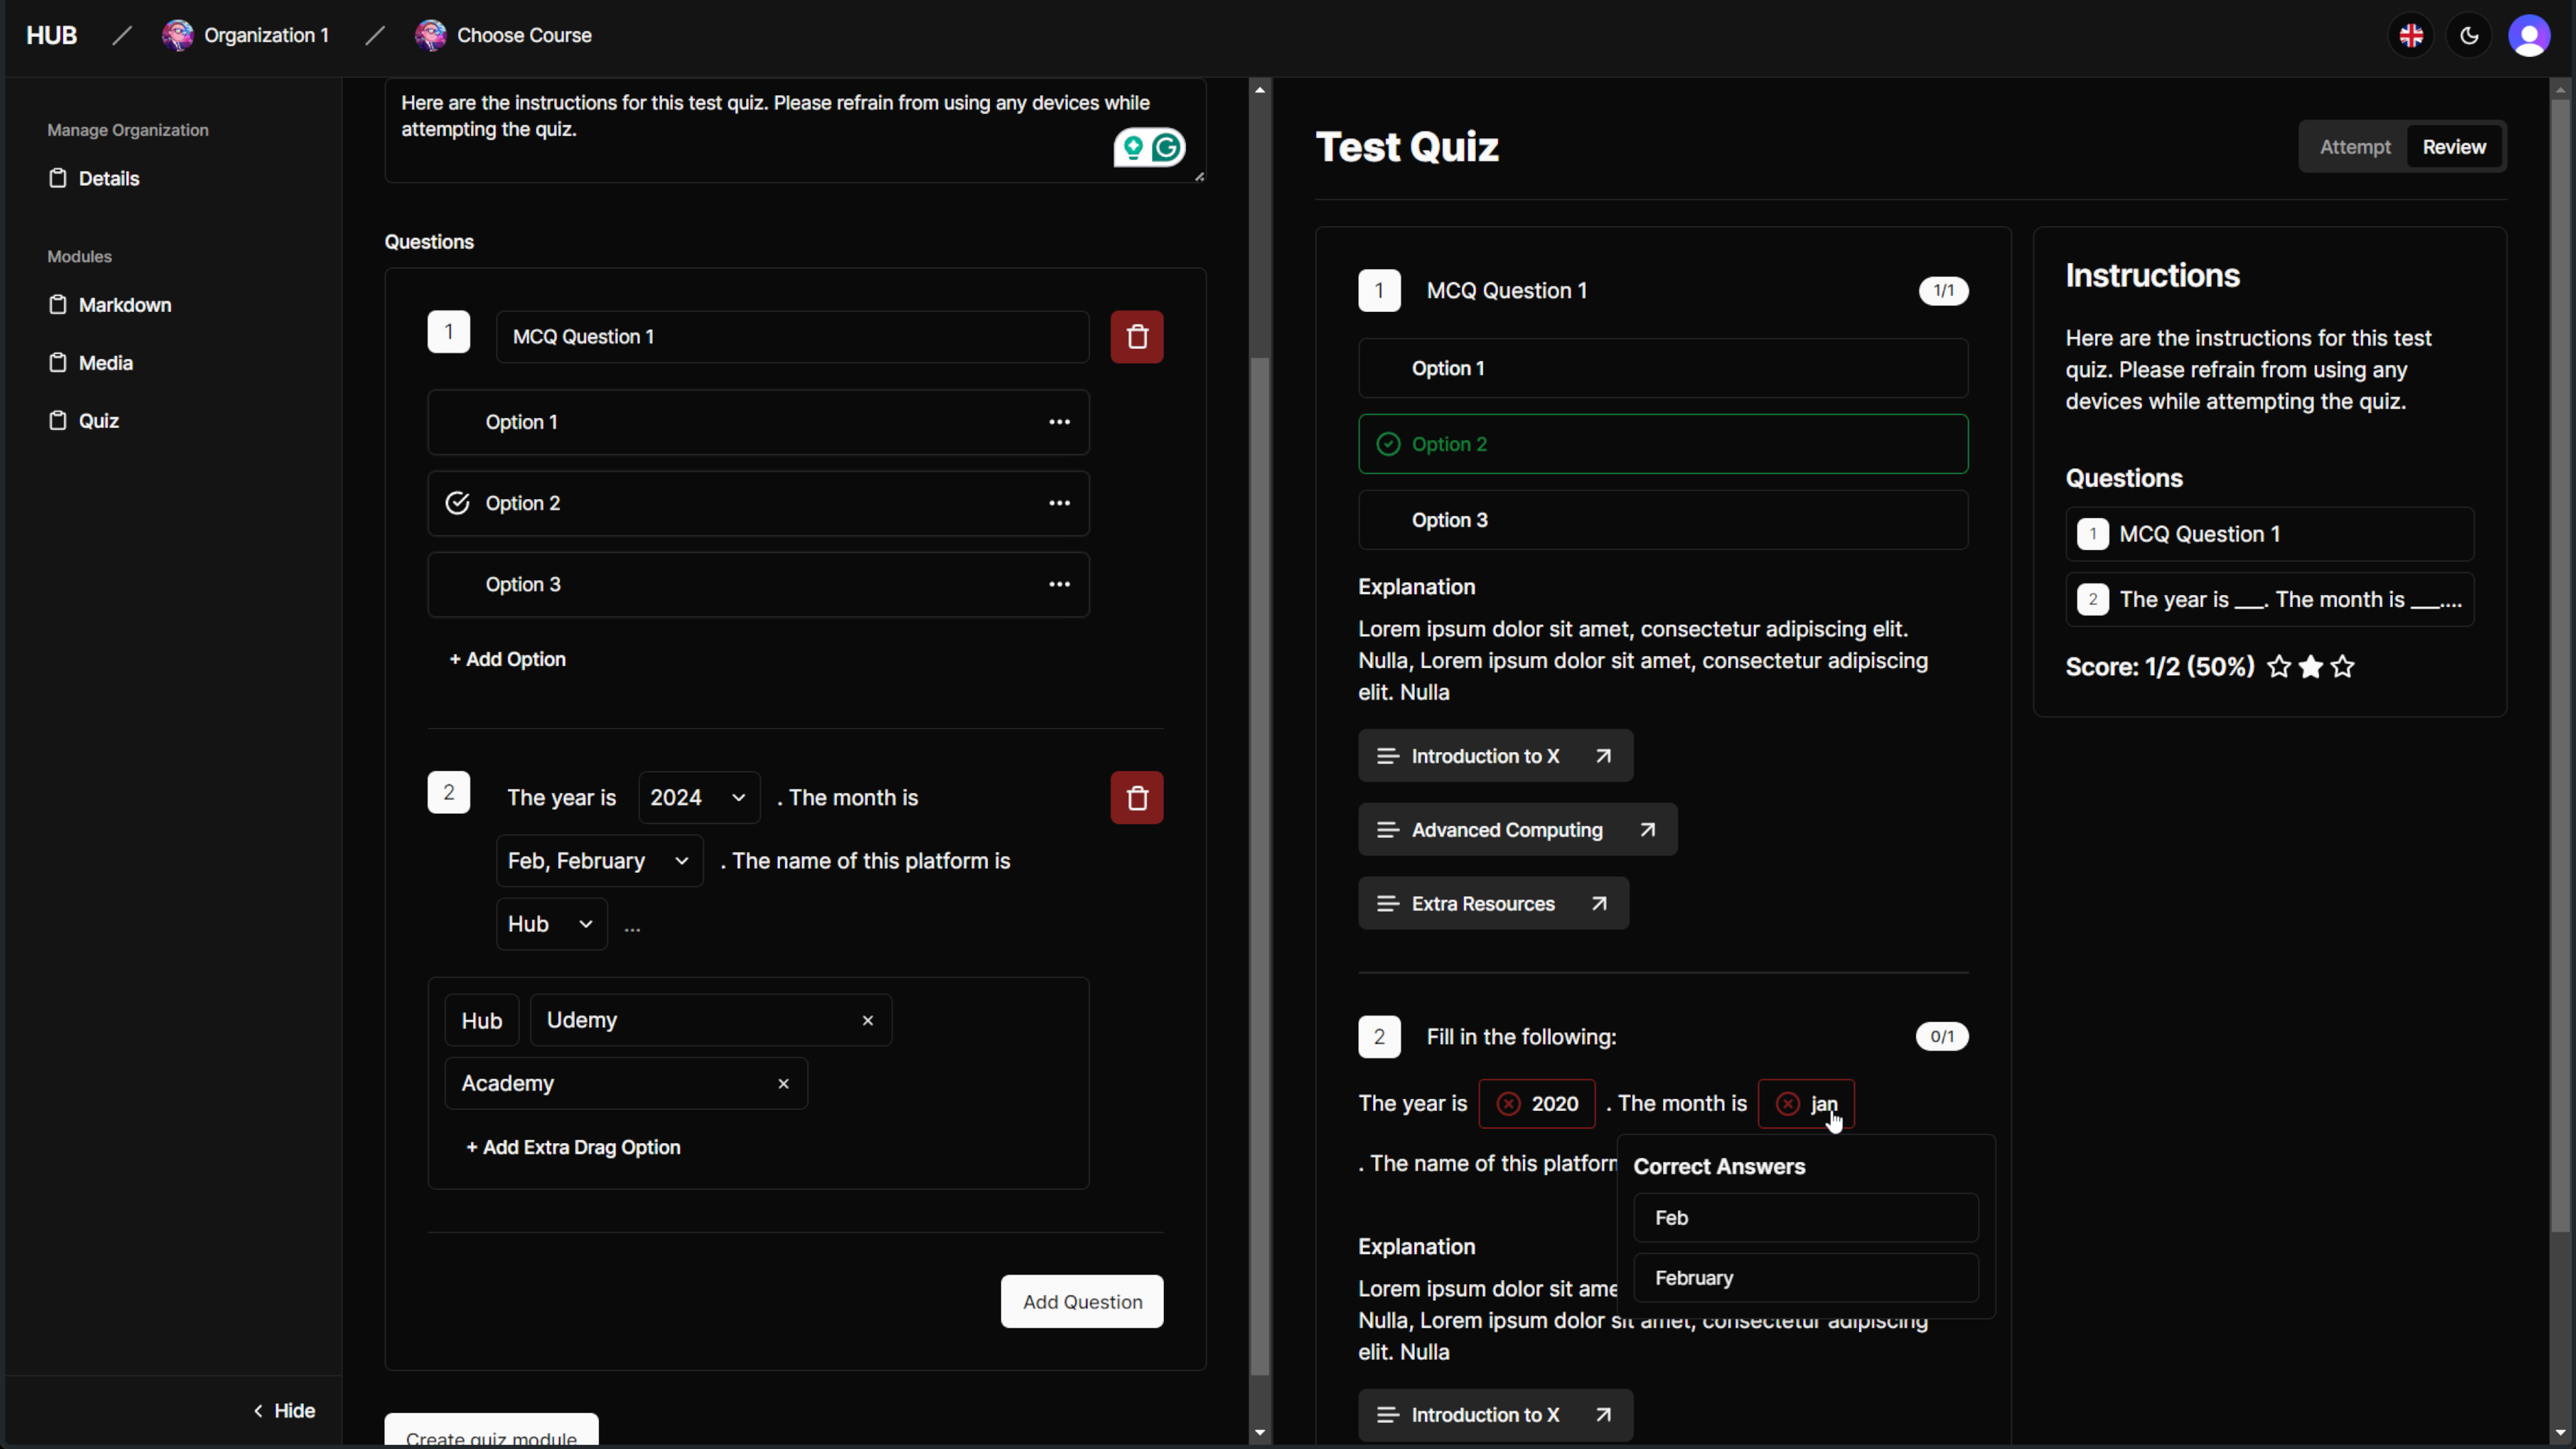 HUB / Organization 1 / Choose Course
Manage Organization
Details
Modules
Markdown
Media
Quiz
Hide
Here are the instructions for this test quiz. Please refrain from using any devices while
attempting the quiz.
Questions
1 MCQ Question 1
Option 1
Option 2
Option 3
+ Add Option
2 The year is 2024 . The month is
Feb, February . The name of this platform is
Hub ...
Hub Udemy
Academy
+ Add Extra Drag Option
Add Question
Create quiz module
Test Quiz
Attempt Review
1 MCQ Question 1 1/1
Option 1
Option 2
Option 3
Explanation
Lorem ipsum dolor sit amet, consectetur adipiscing elit.
Nulla, Lorem ipsum dolor sit amet, consectetur adipiscing
elit. Nulla
Introduction to X
Advanced Computing
Extra Resources
2 Fill in the following: 0/1
The year is 2020 . The month is jan
. The name of this platform
Correct Answers
Feb
February
Explanation
Lorem ipsum dolor sit ame
Nulla, Lorem ipsum dolor sit amet, consectetur adipiscing
elit. Nulla
Introduction to X
Instructions
Here are the instructions for this test
quiz. Please refrain from using any
devices while attempting the quiz.
Questions
1 MCQ Question 1
2 The year is ___. The month is ___....
Score: 1/2 (50%)